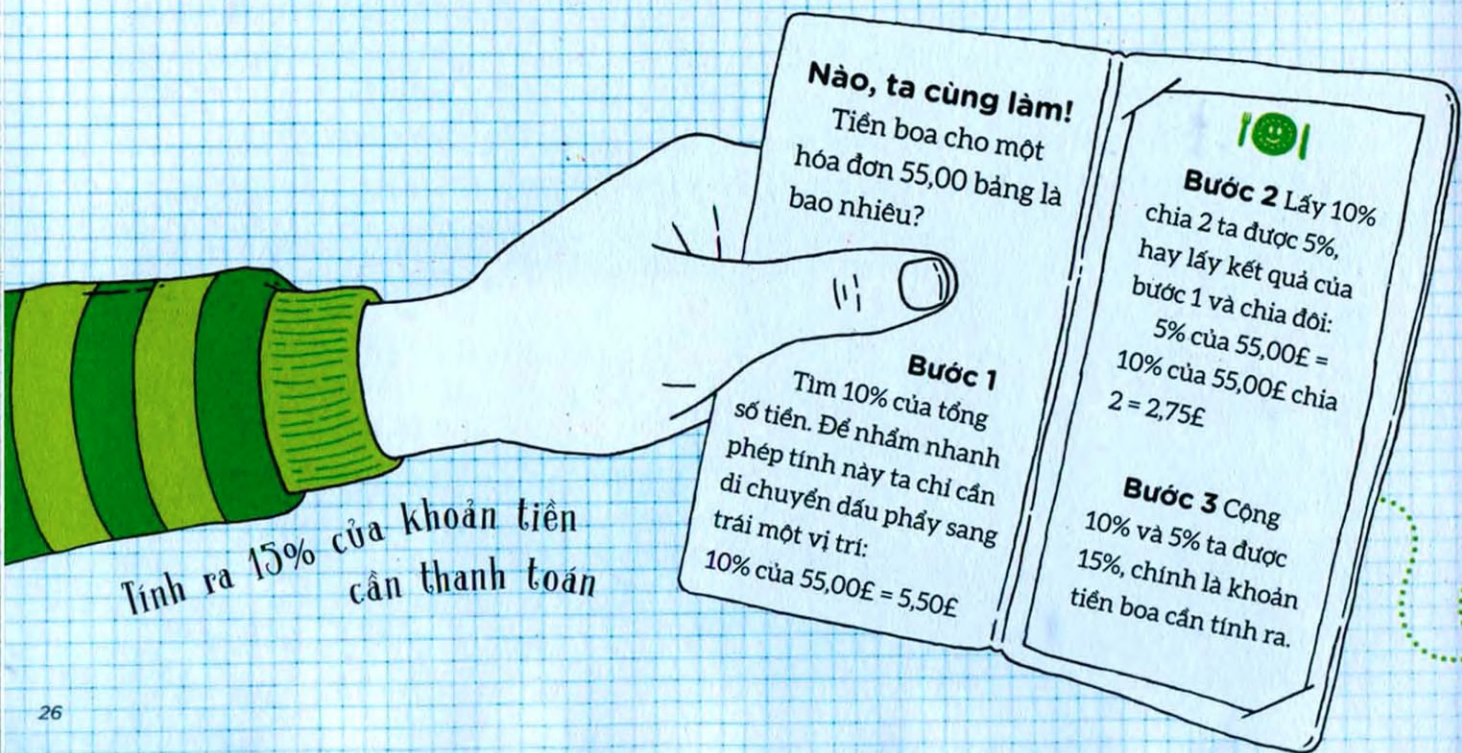 Nào, ta cùng làm!
Tiền boa cho một
hóa đơn 55,00 bảng là
bao nhiêu?
Bước 1
Tìm 10% của tổng
số tiền. Để nhẩm nhanh
phép tính này ta chỉ cần
di chuyển dấu phẩy sang
trái một vị trí:
10% của 55,00£ = 5,50£
Bước 2 Lấy 10%
chia 2 ta được 5%,
hay lấy kết quả của
bước 1 và chia đôi:
5% của 55,00£ =
10% của 55,00£ chia
2 = 2,75£
Bước 3 Cộng
10% và 5% ta được
15%, chính là khoản
tiền boa cần tính ra.
Tính ra 15% của khoản tiền
cần thanh toán
26